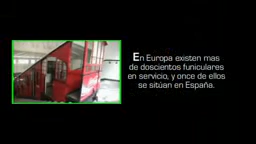 En Europa existen mas
de doscientos funiculares
en servicio, y once de ellos
se sitúan en España.